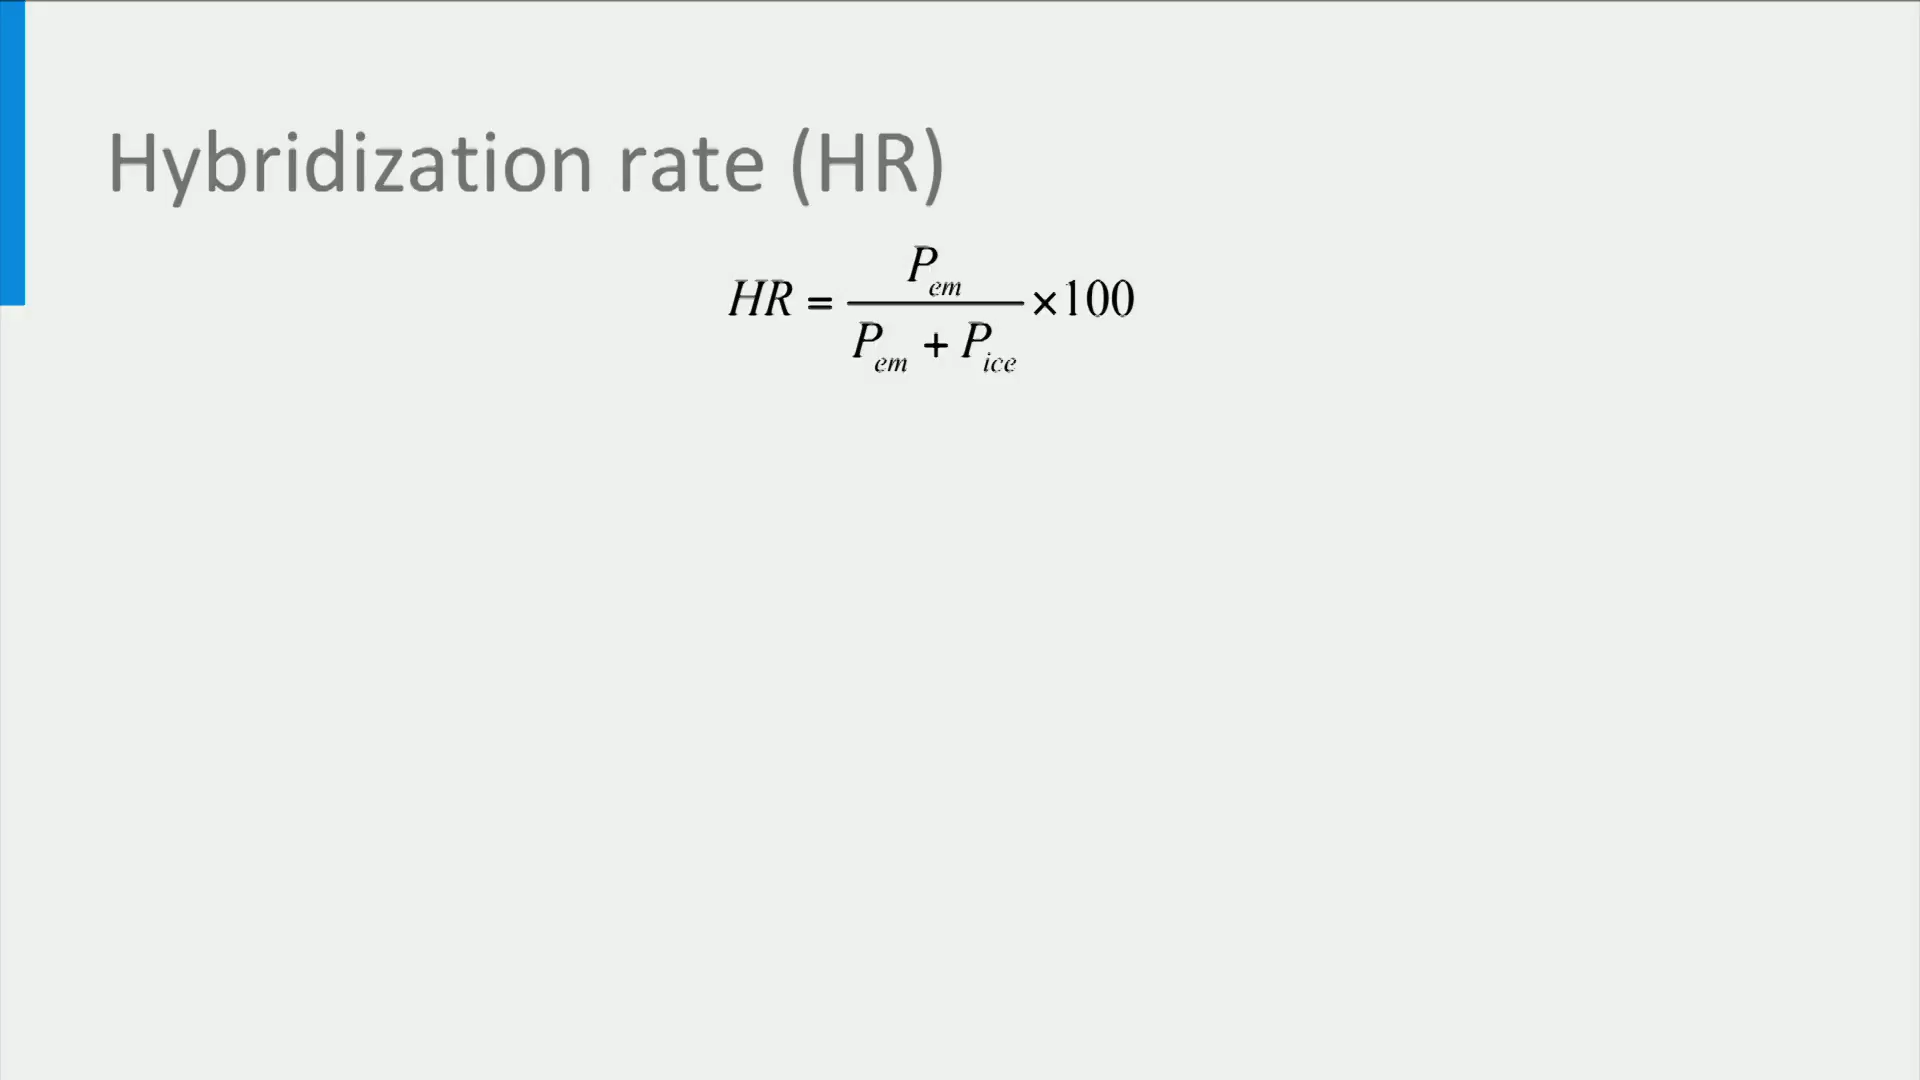 Hybridization rate (HR)
HR = P_em / (P_em + P_ice) ×100